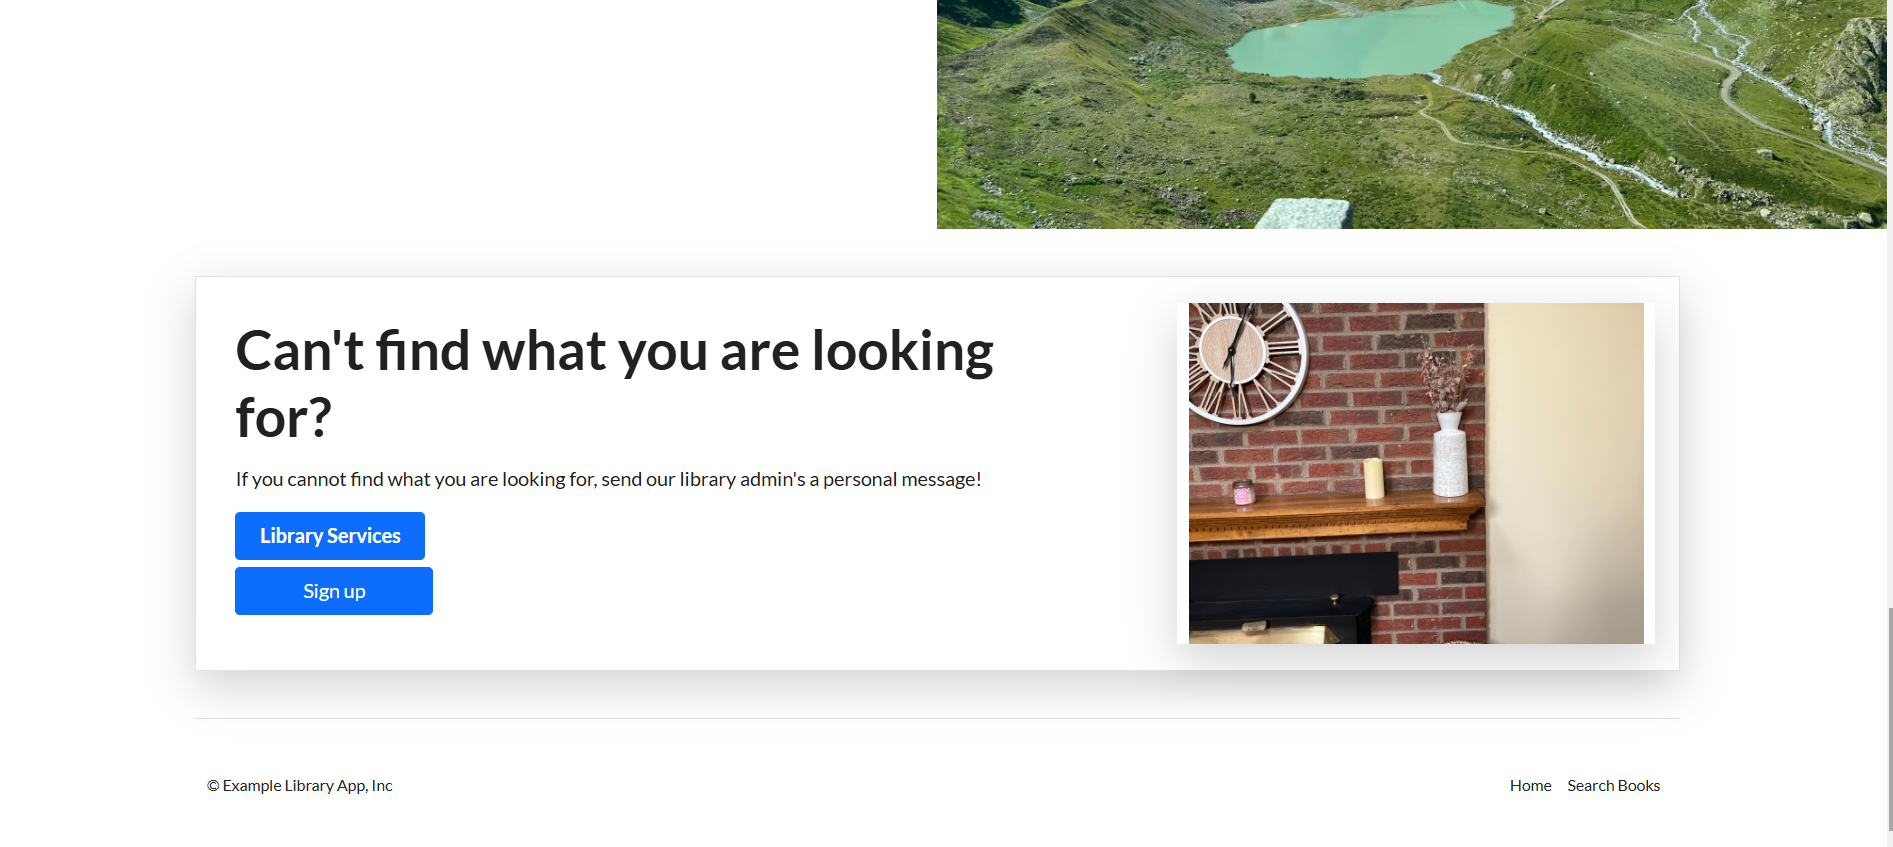 Can't find what you are looking
for?
If you cannot find what you are looking for, send our library admin's a personal message!
Library Services
Sign up
© Example Library App, Inc
Home Search Books